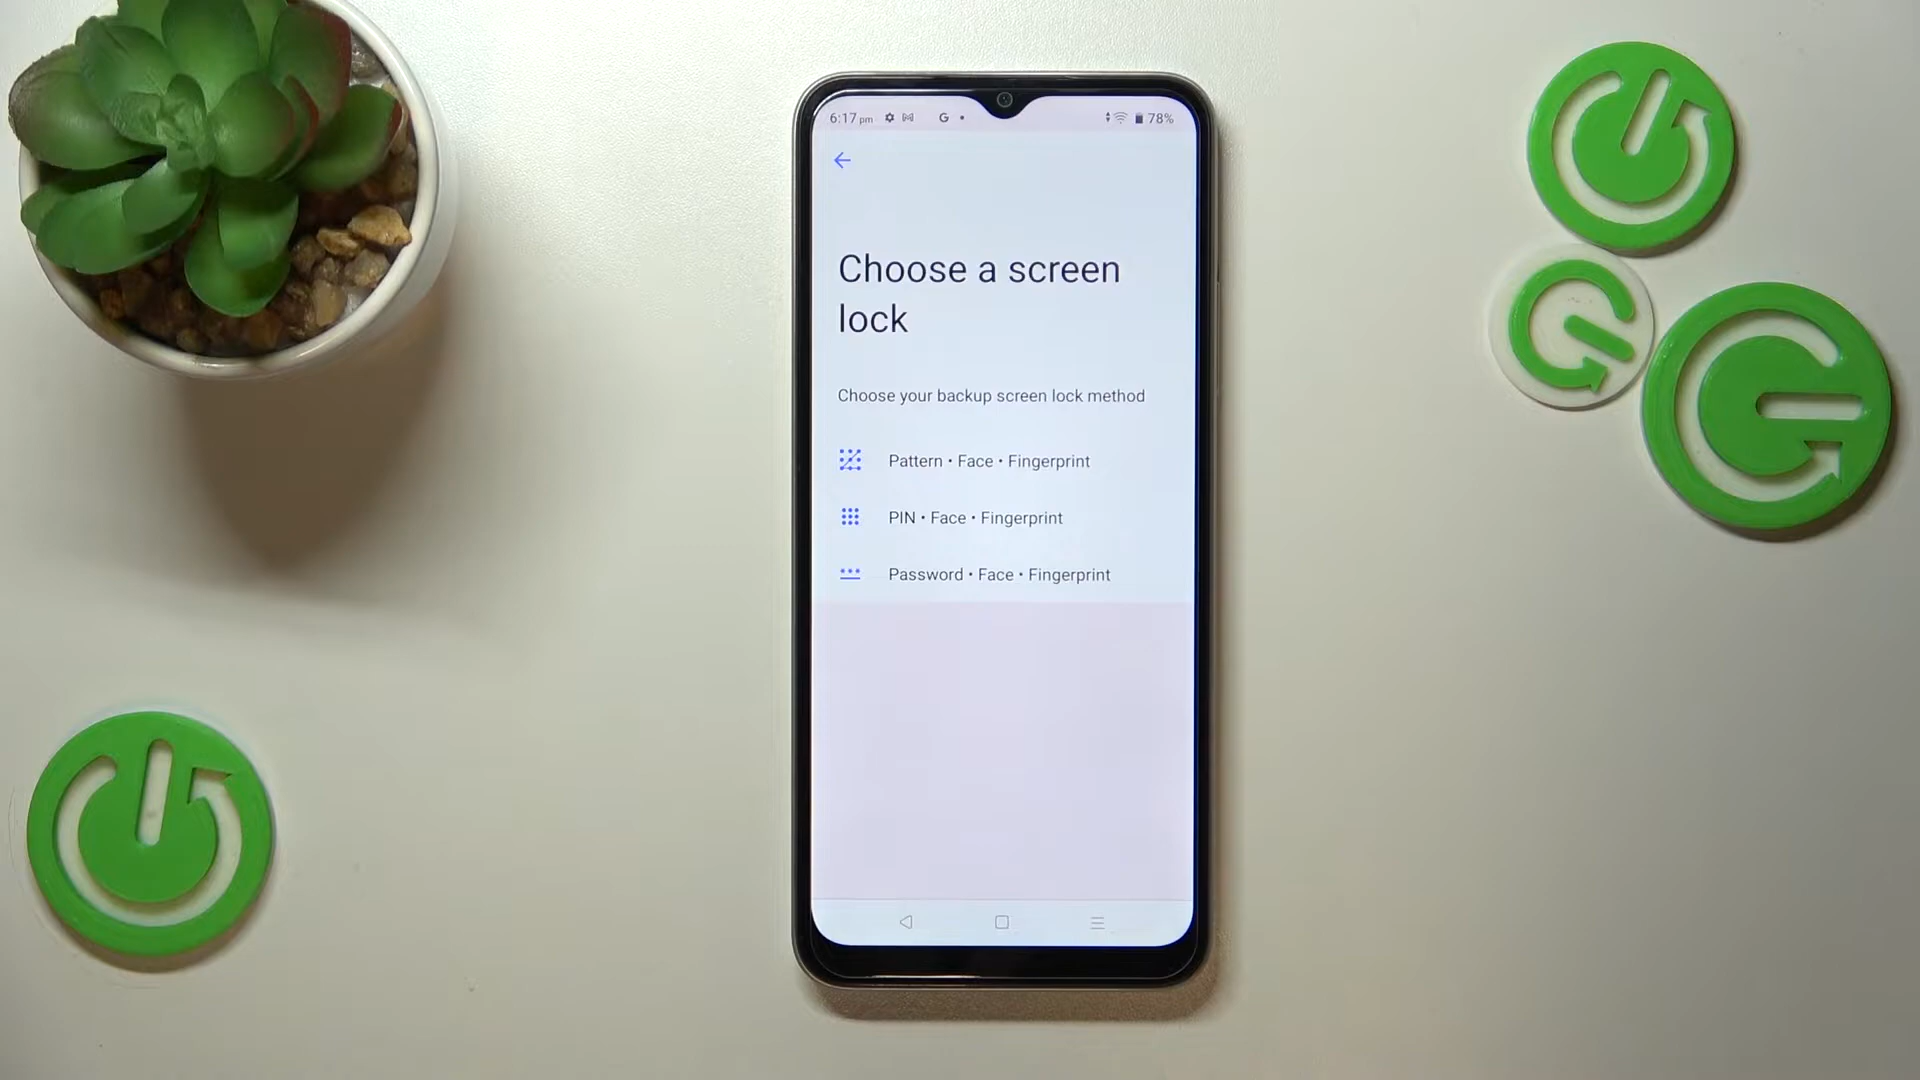 6:17 pm G • 78%
Choose a screen
lock
Choose your backup screen lock method
Pattern • Face • Fingerprint
PIN • Face • Fingerprint
Password • Face • Fingerprint